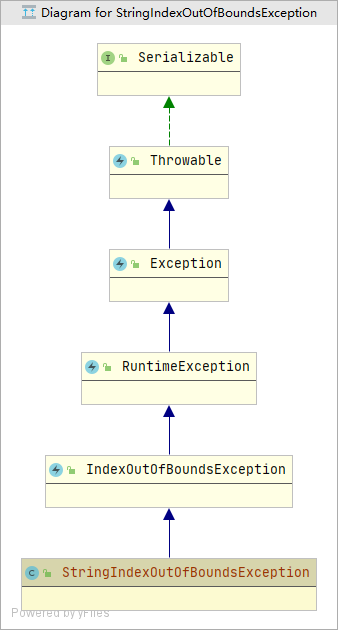 Diagram for StringIndexOutOfBoundsException
I Serializable
Throwable
Exception
RuntimeException
IndexOutOfBoundsException
C StringIndexOutOfBoundsException
Powered by yFiles